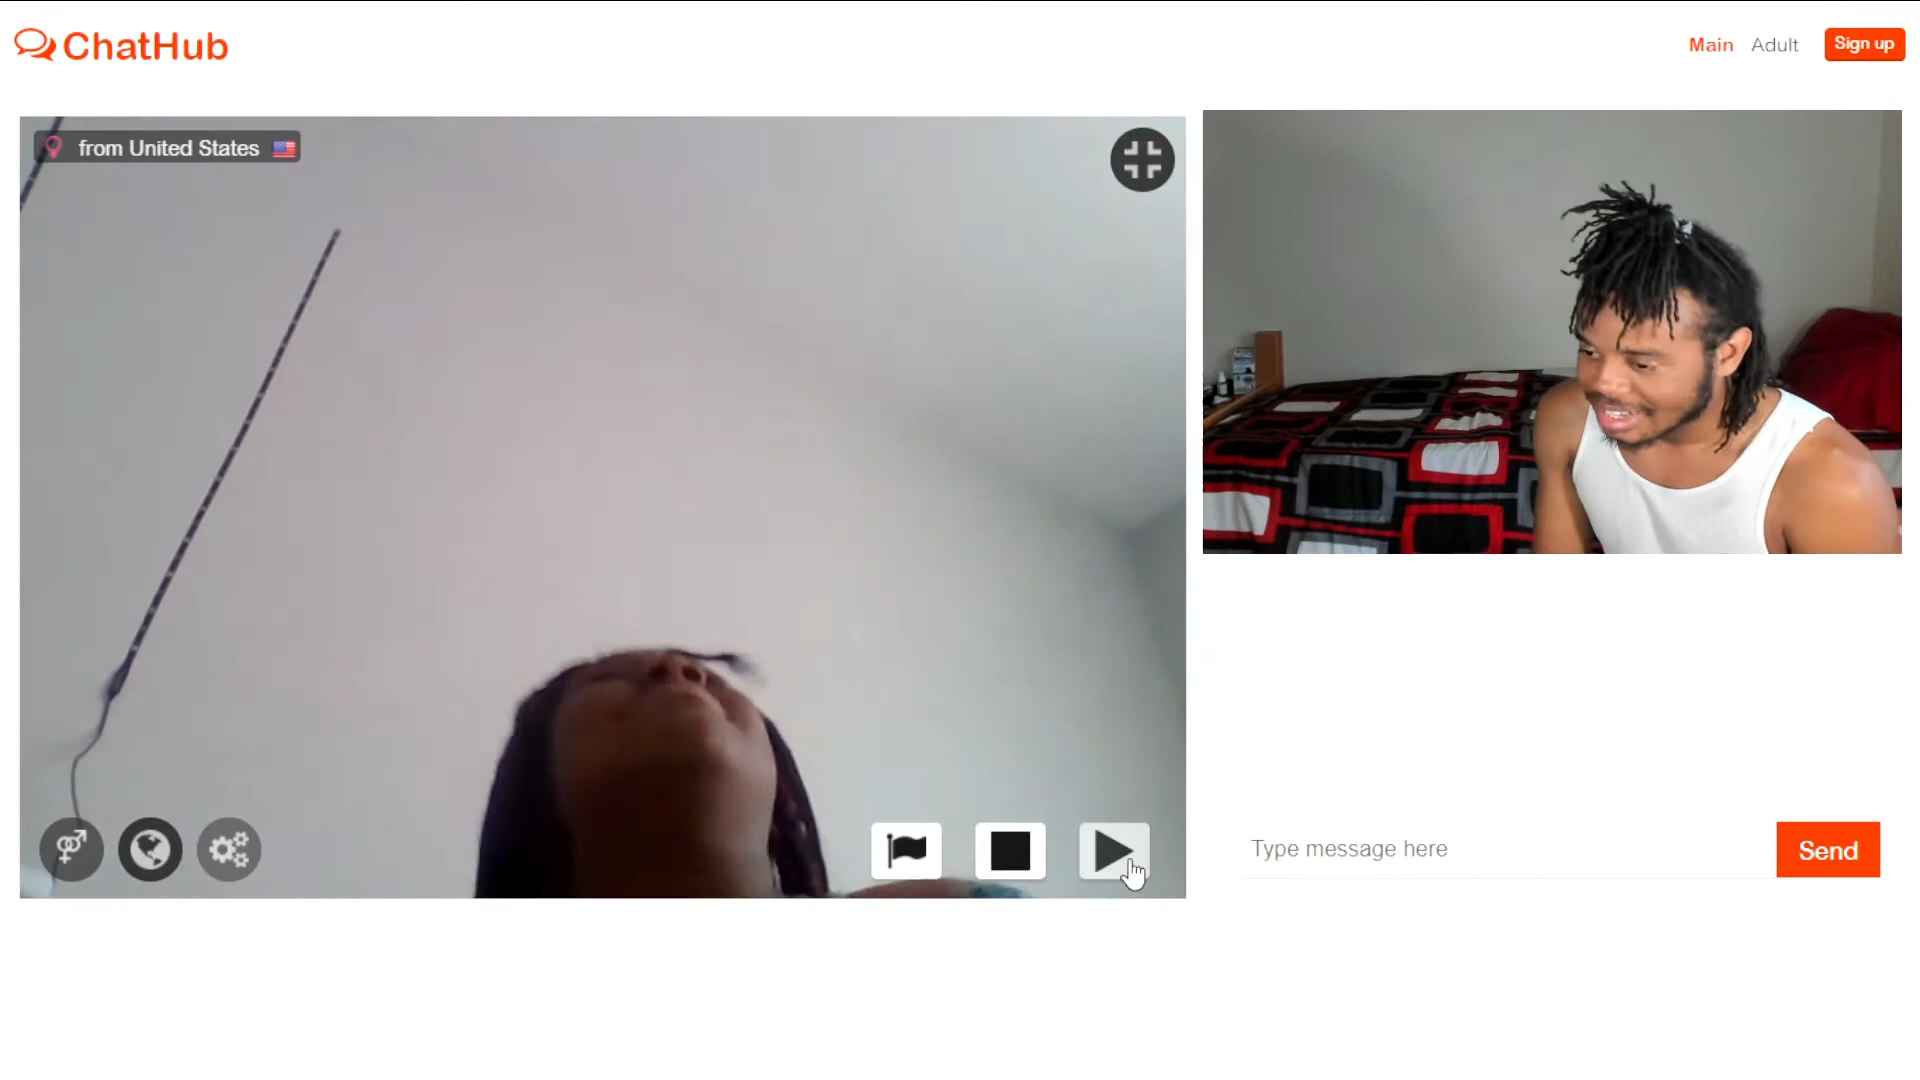 ChatHub
Main Adult Sign up
from United States
Type message here
Send